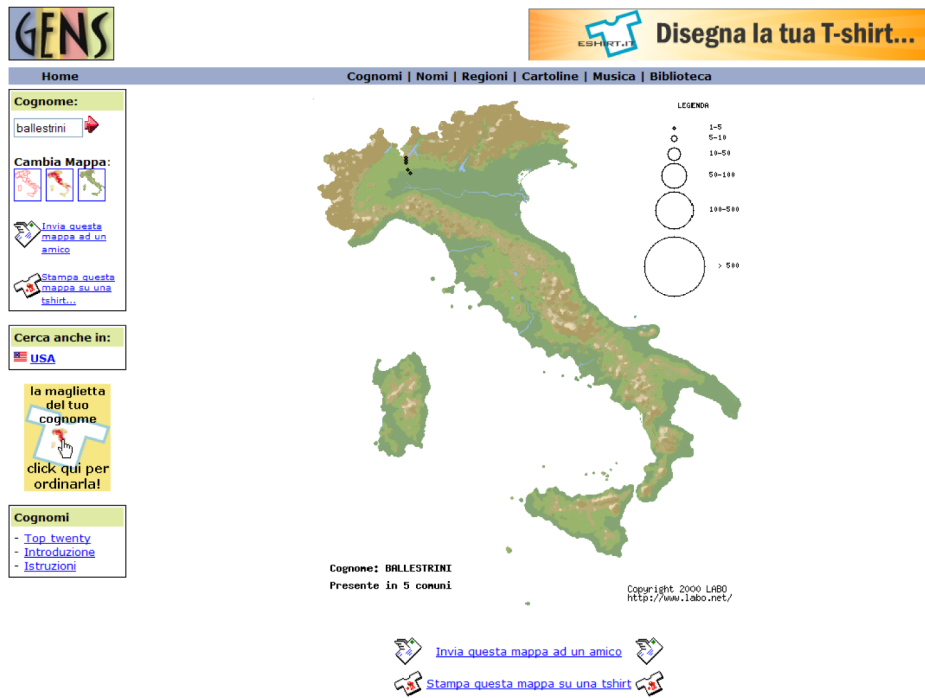 GENS
ESHIRT.IT
Disegna la tua T-shirt...
Home
Cognomi | Nomi | Regioni | Cartoline | Musica | Biblioteca
Cognome:
ballestrini
Cambia Mappa:
Invia questa
mappa ad un
amico
Stampa questa
mappa su una
tshirt...
Cerca anche in:
USA
la maglietta
del tuo
cognome
click qui per
ordinarla!
Cognomi
- Top twenty
- Introduzione
- Istruzioni
LEGENDA
1-5
5-10
10-50
50-100
100-500
> 500
Cognome: BALLESTRINI
Presente in 5 comuni
Copyright 2000 LABO
http://www.labo.net/
Invia questa mappa ad un amico
Stampa questa mappa su una tshirt